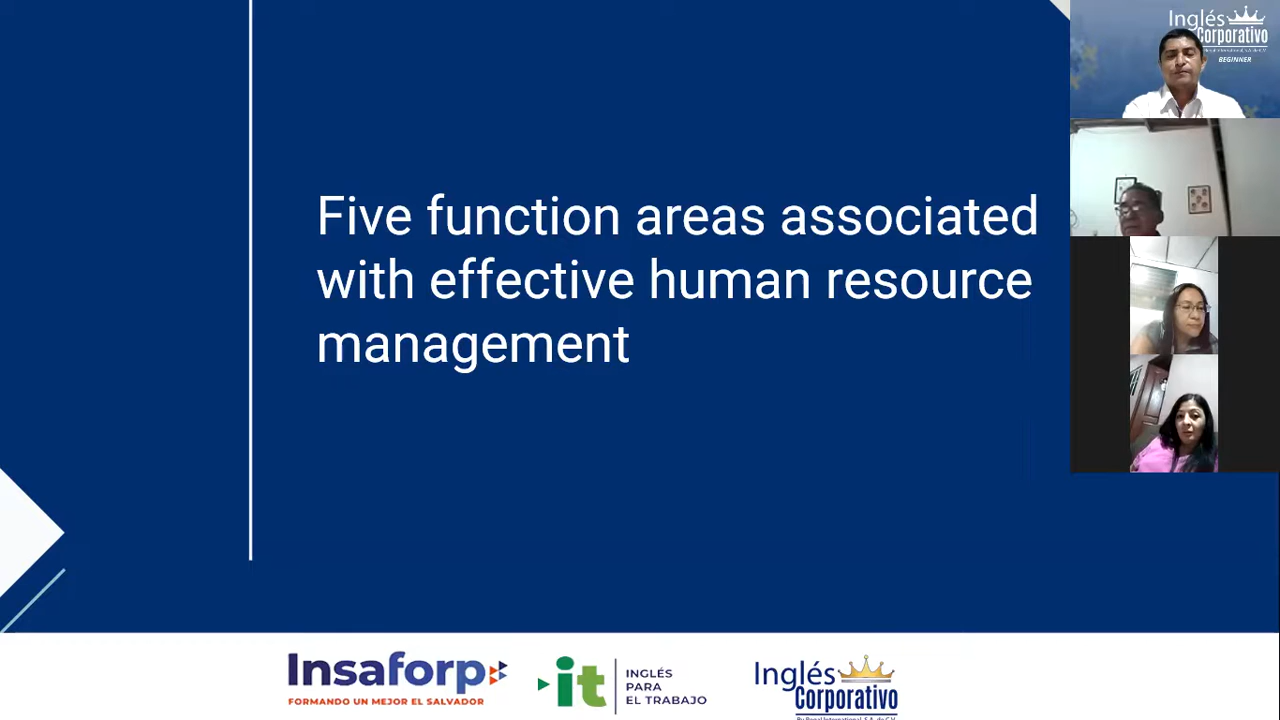 Inglés
Corporativo
BEGINNER
Five function areas associated
with effective human resource
management
Insaforp
FORMANDO UN MEJOR EL SALVADOR
it
INGLÉS
PARA
EL TRABAJO
Inglés
Corporativo